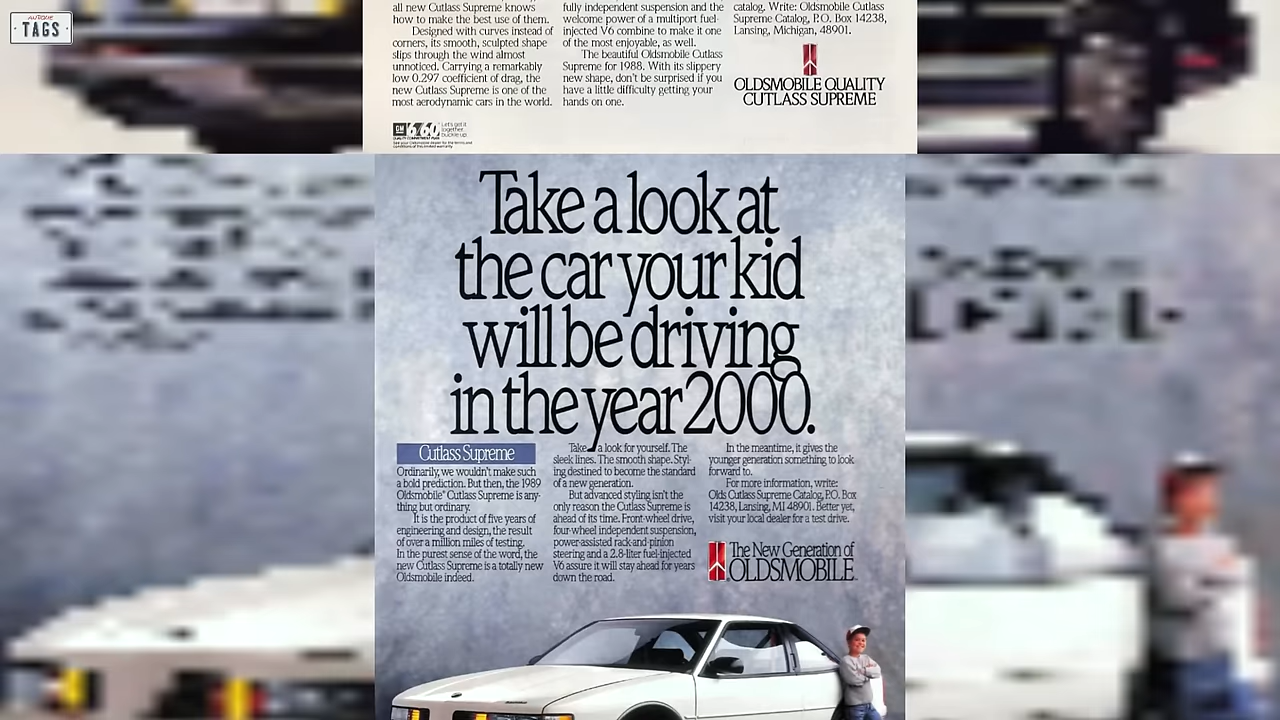 AUTIQUE
TAGS
all new Cutlass Supreme knows
how to make the best use of them.
Designed with curves instead of
corners, its smooth, sculpted shape
slips through the wind almost
unnoticed. Carrying a remarkably
low 0.297 coefficient of drag, the
new Cutlass Supreme is one of the
most aerodynamic cars in the world.
fully independent suspension and the
welcome power of a multiport fuel-
injected V6 combine to make it one
of the most enjoyable, as well.
The beautiful Oldsmobile Cutlass
Supreme for 1988. With its slippery
new shape, don't be surprised if you
have a little difficulty getting your
hands on one.
catalog. Write: Oldsmobile Cutlass
Supreme Catalog, P.O. Box 14238,
Lansing, Michigan, 48901.
OLDSMOBILE QUALITY
CUTLASS SUPREME
GM 6/60
Let's get it
together.
buckle up.
Take a look at
the car your kid
will be driving
in the year 2000.
Cutlass Supreme
Ordinarily, we wouldn't make such
a bold prediction. But then, the 1989
Oldsmobile® Cutlass Supreme is any-
thing but ordinary.
It is the product of five years of
engineering and design, the result
of over a million miles of testing.
In the purest sense of the word, the
new Cutlass Supreme is a totally new
Oldsmobile indeed.
Take a look for yourself. The
sleek lines. The smooth shape. Styl-
ing destined to become the standard
of a new generation.
But advanced styling isn't the
only reason the Cutlass Supreme is
ahead of its time. Front-wheel drive,
four-wheel independent suspension,
power-assisted rack-and-pinion
steering and a 2.8-liter fuel-injected
V6 assure it will stay ahead for years
down the road.
In the meantime, it gives the
younger generation something to look
forward to.
For more information, write:
Olds Cutlass Supreme Catalog, P.O. Box
14238, Lansing, MI 48901. Better yet,
visit your local dealer for a test drive.
The New Generation of
OLDSMOBILE